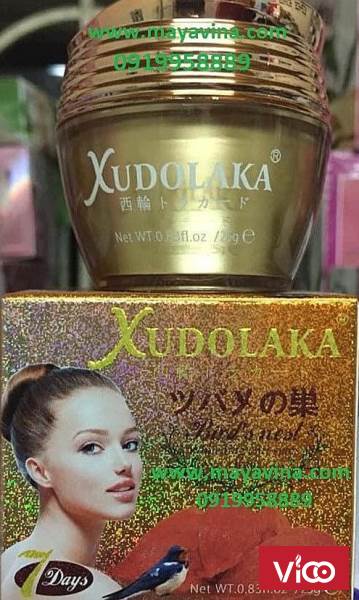 www.mayavina.com
0919958889
XUDOLAKA®
西輪トソカード
Net WT.0.83fl.oz /25g ℮
XUDOLAKA
ツバメの巣
Bird's nest
www.mayavina.com
0919958889
7 Days
Net WT.0.83fl.oz /25g
Vico